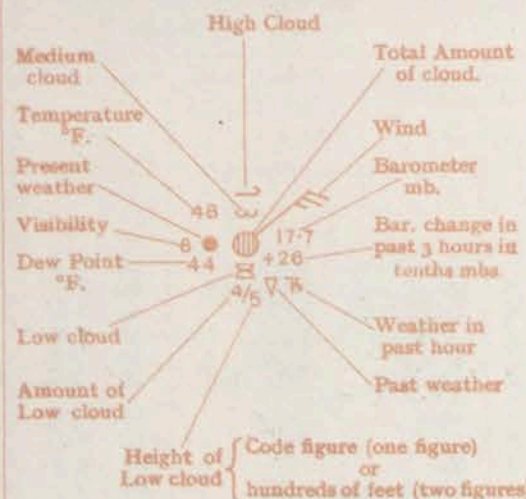 High Cloud
Medium
cloud
Total Amount
of cloud.
Temperature
°F.
Wind
Present
weather
Barometer
mb.
48
Visibility
8
17·7
Bar. change in
past 3 hours in
tenths mbs.
Dew Point
°F.
44
+26
4/5
Low cloud
Weather in
past hour
Amount of
Low cloud
Past weather
Height of
Low cloud
Code figure (one figure)
or
hundreds of feet (two figures